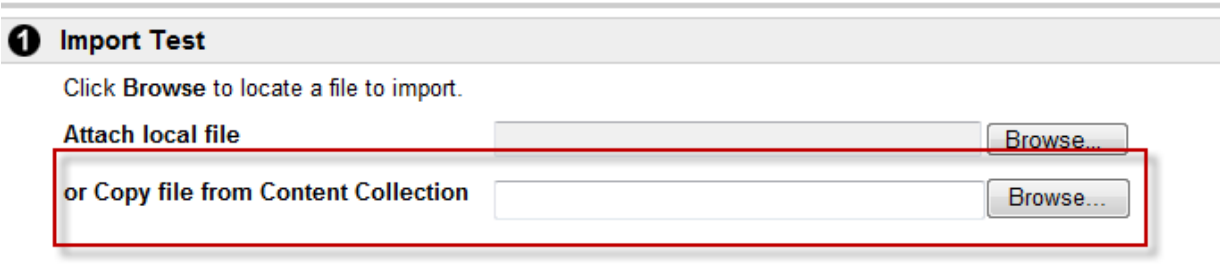 1 Import Test
Click Browse to locate a file to import.
Attach local file Browse...
or Copy file from Content Collection Browse...